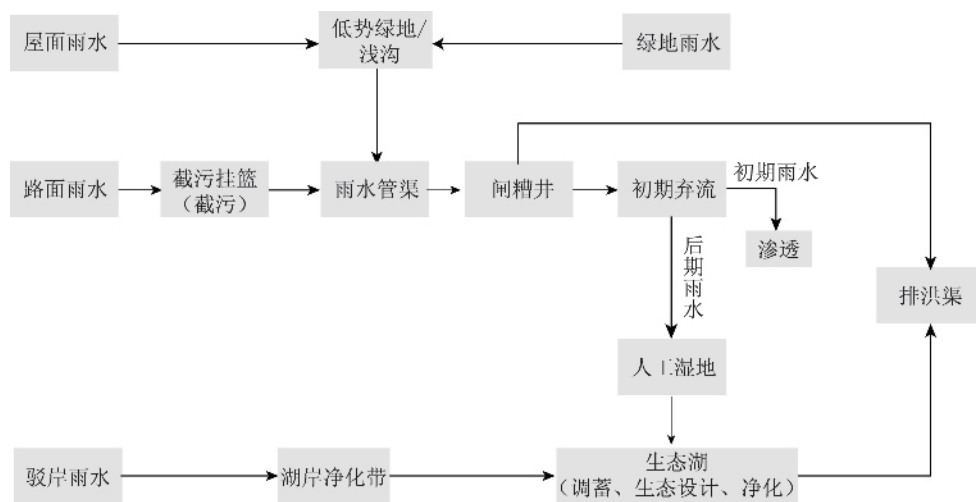 屋面雨水
低势绿地/
浅沟
绿地雨水
路面雨水
截污挂篮
（截污）
雨水管渠
闸糟井
初期弃流
初期雨水
渗透
后期雨水
排洪渠
人工湿地
驳岸雨水
湖岸净化带
生态湖
（调蓄、生态设计、净化）